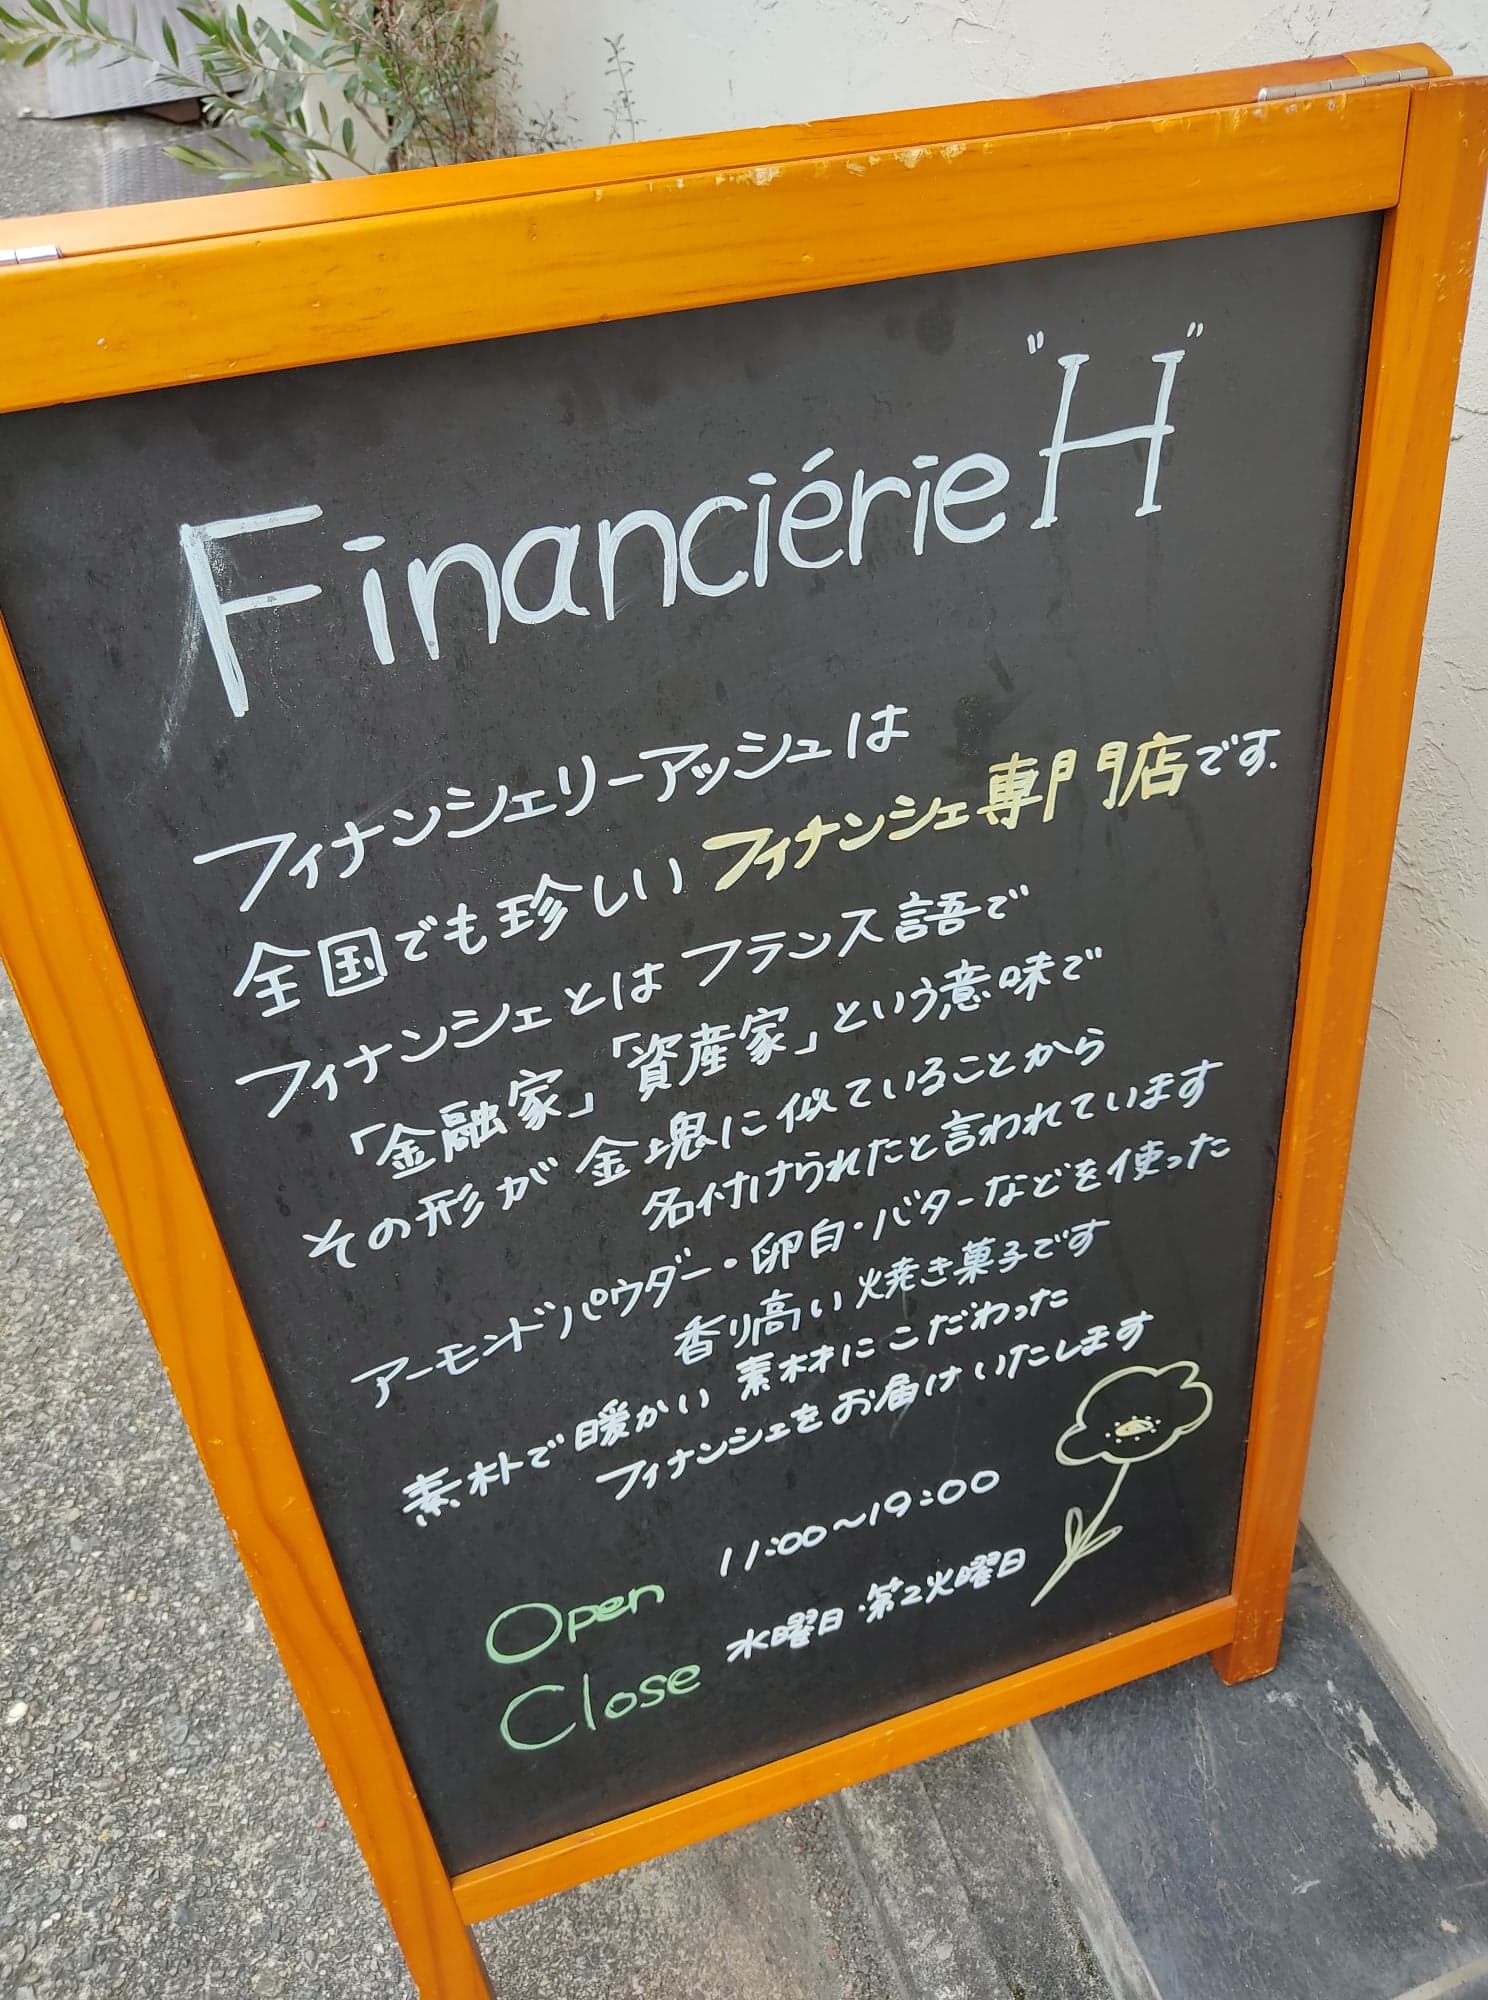 Financiérie "H"
フィナンシェリーアッシュは
全国でも珍しいフィナンシェ専門店です.
フィナンシェとはフランス語で
「金融家」「資産家」という意味で
その形が金塊に似ていることから
名付けられたと言われています
アーモンドパウダー・卵白・バターなどを使った
香り高い焼き菓子です
素朴で暖かい素材にこだわった
フィナンシェをお届けいたします
Open 11:00~19:00
Close 水曜日・第2火曜日